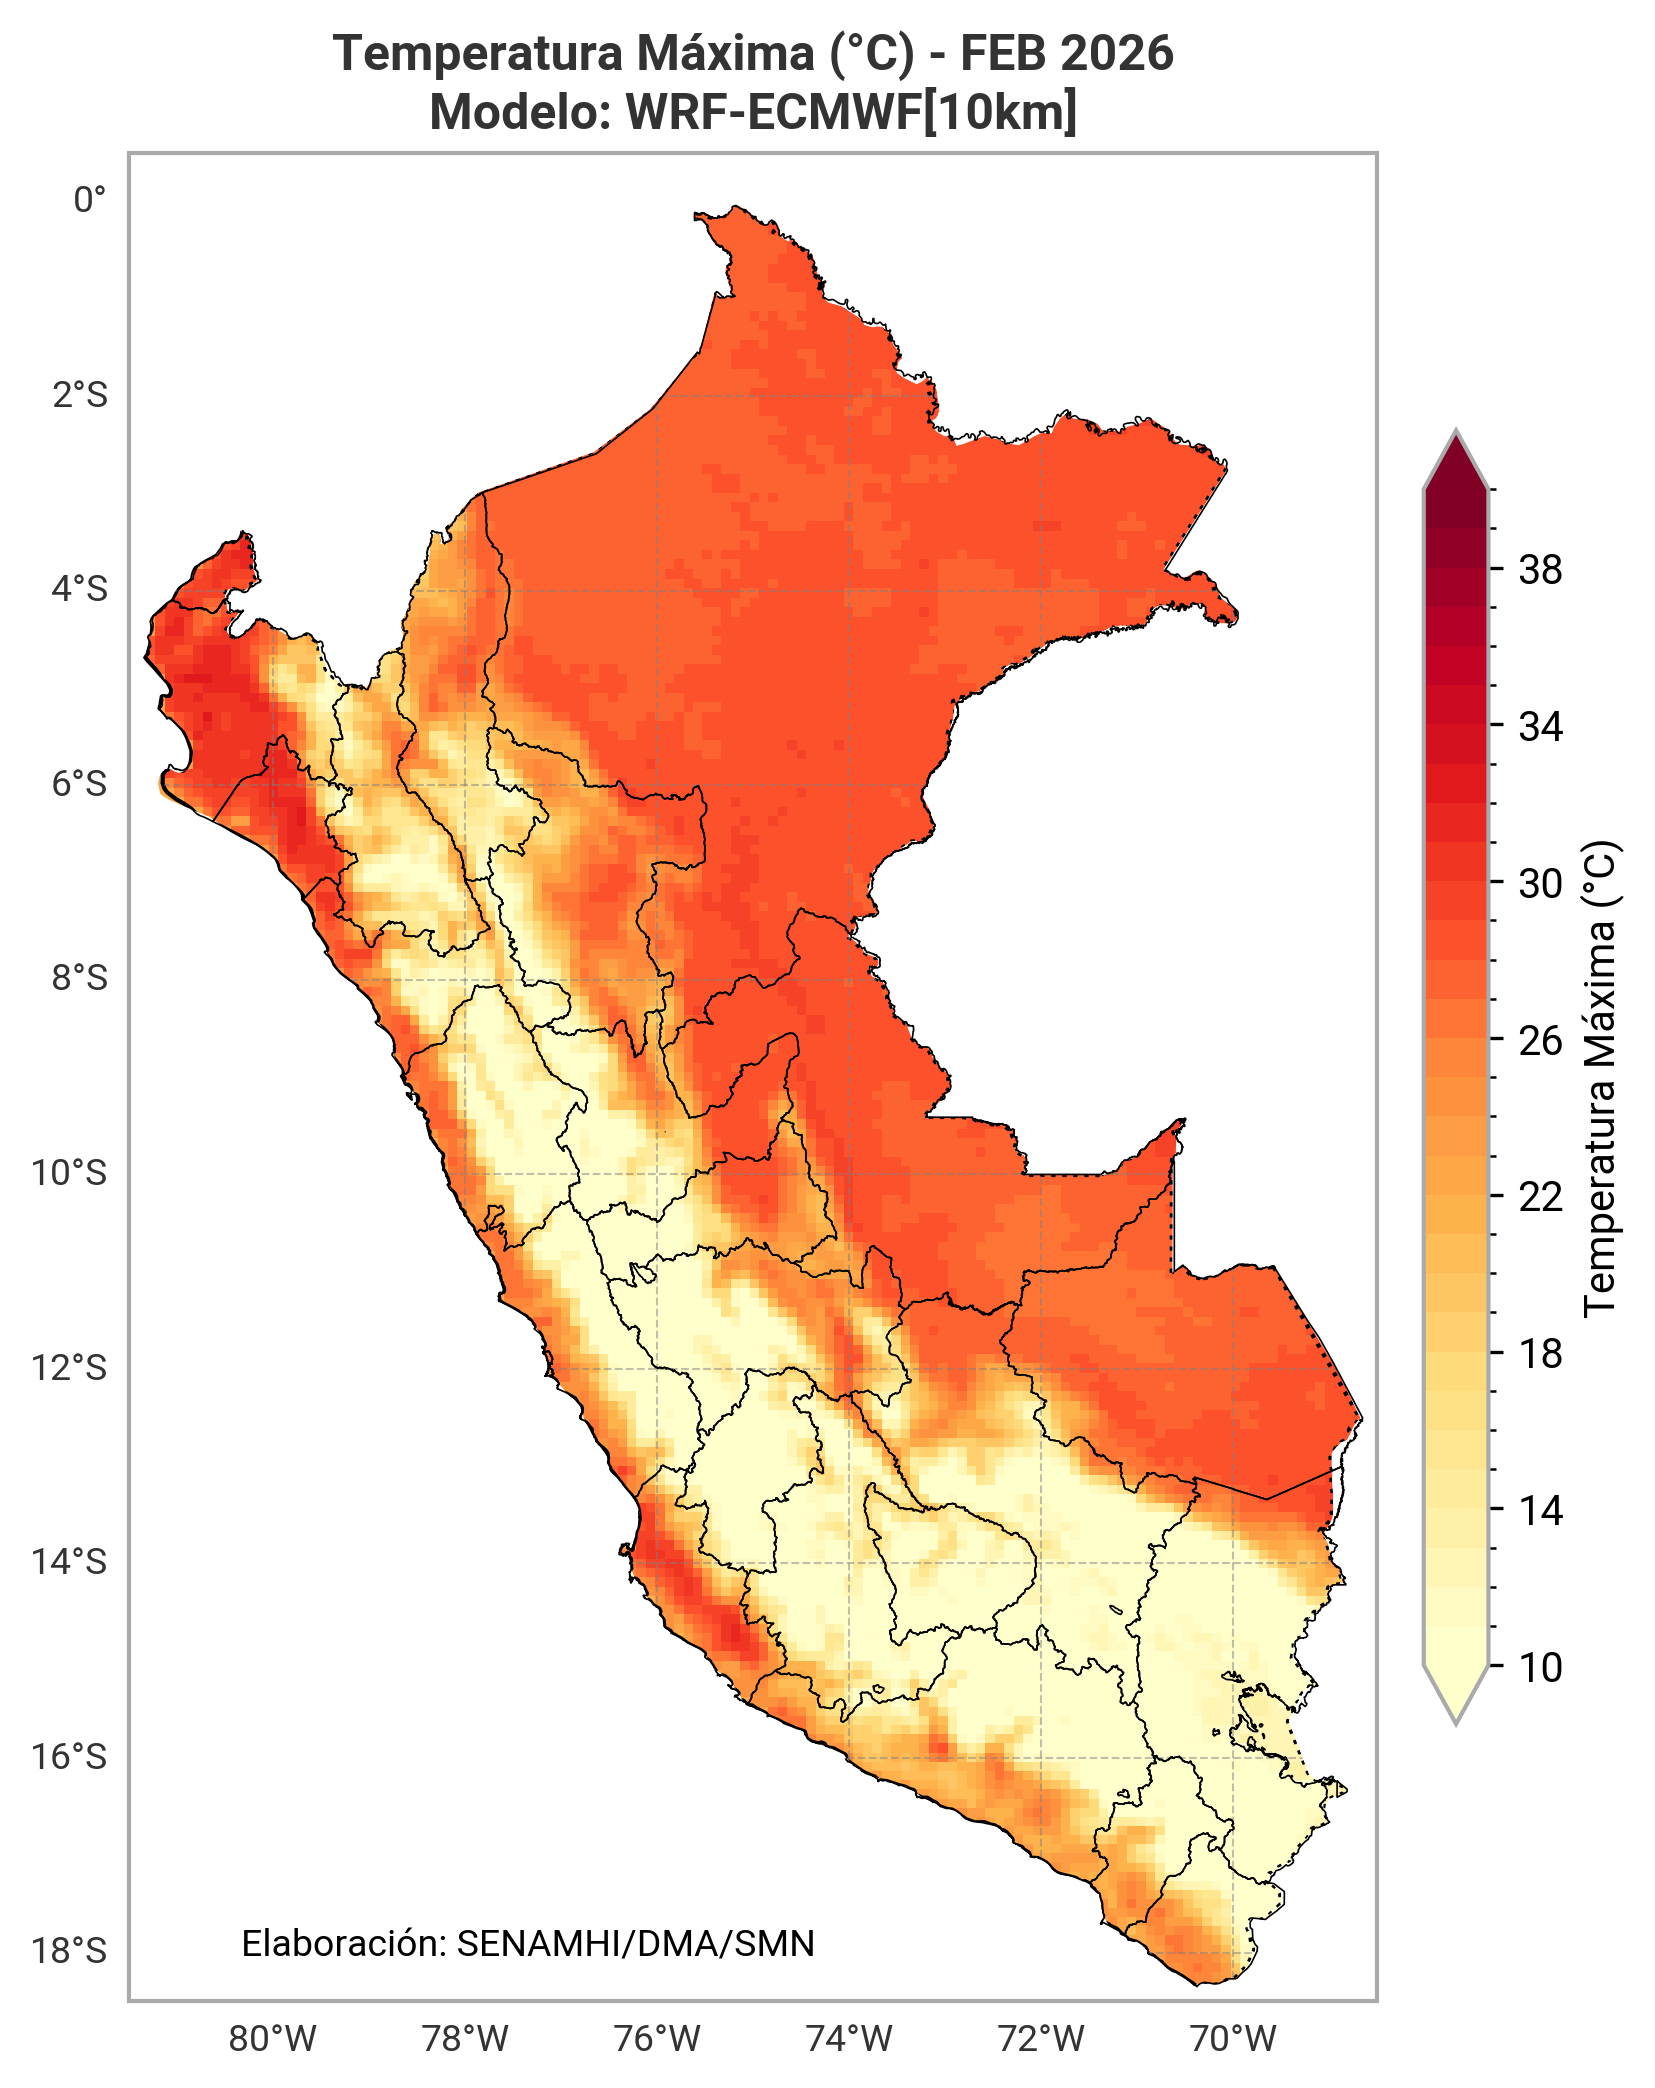 Temperatura Máxima (°C) - FEB 2026
Modelo: WRF-ECMWF[10km]
0°
2°S
4°S
6°S
8°S
10°S
12°S
14°S
16°S
18°S
80°W
78°W
76°W
74°W
72°W
70°W
Elaboración: SENAMHI/DMA/SMN
38
34
30
26
22
18
14
10
Temperatura Máxima (°C)